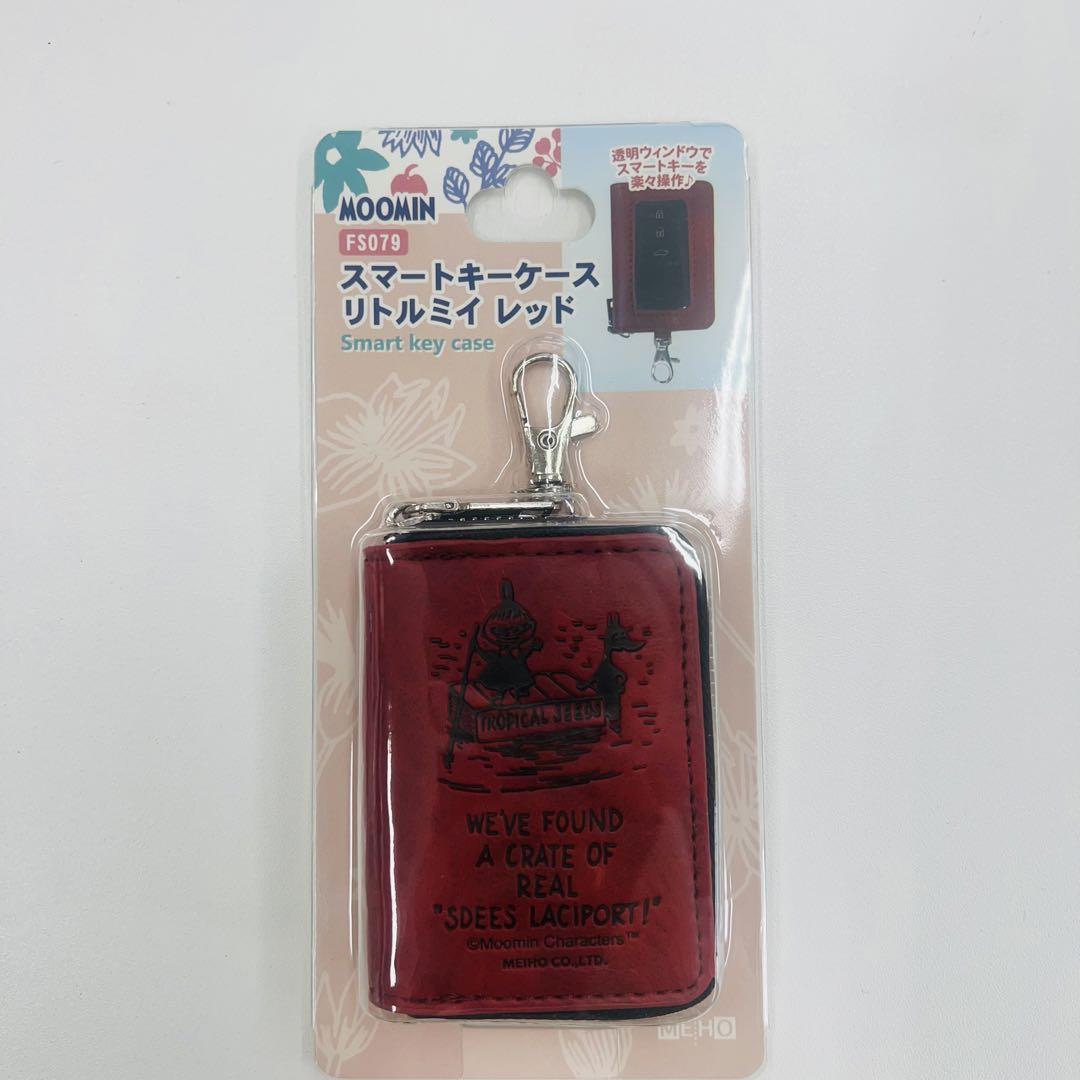 MOOMIN
FS079
スマートキーケース
リトルミイ レッド
Smart key case
透明ウィンドウで
スマートキーを
楽々操作♪
TROPICAL SEEDS
WE'VE FOUND
A CRATE OF
REAL
"SDEES LACIPORT!"
©Moomin Characters™
MEIHO CO.,LTD.
MEIHO